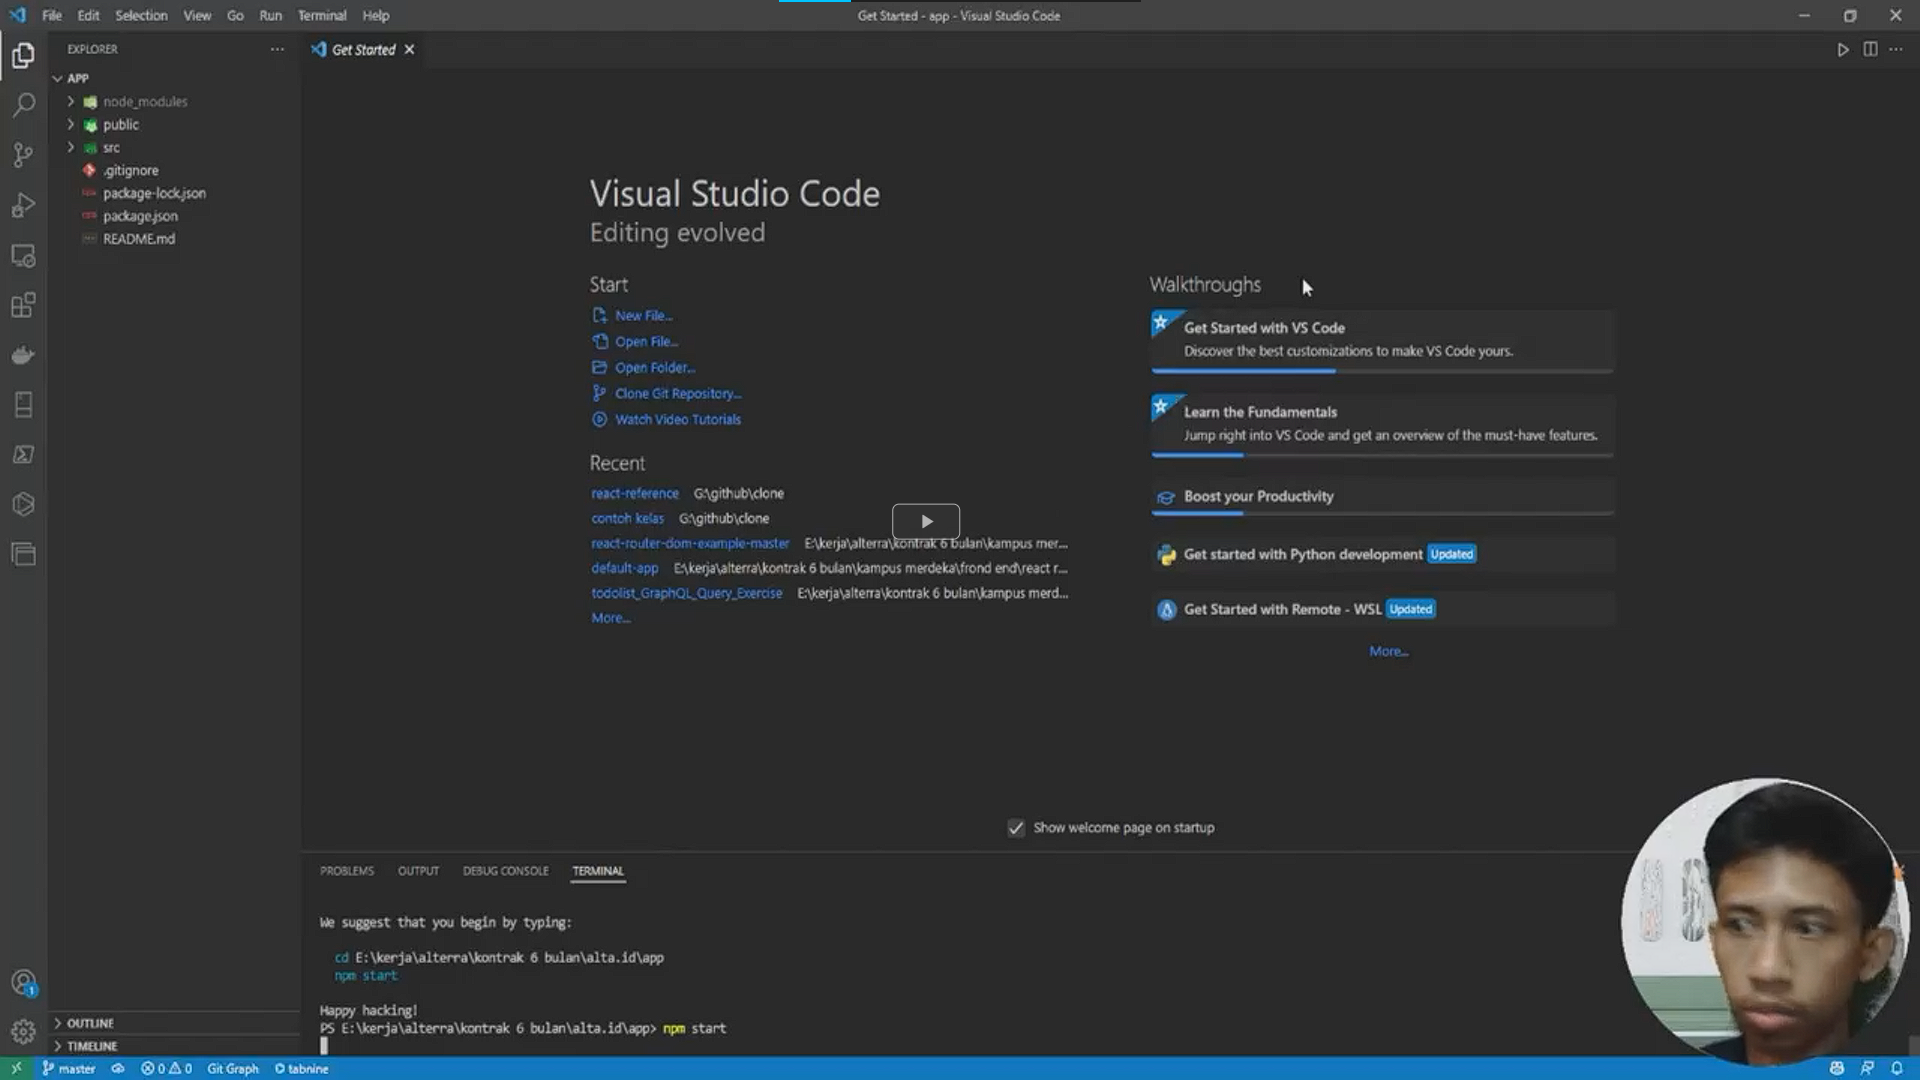 File Edit Selection View Go Run Terminal Help
Get Started - app - Visual Studio Code
EXPLORER
Get Started
APP
node_modules
public
src
.gitignore
package-lock.json
package.json
README.md
Visual Studio Code
Editing evolved
Start
New File...
Open File...
Open Folder...
Clone Git Repository...
Watch Video Tutorials
Recent
react-reference G:\github\clone
contoh kelas G:\github\clone
react-router-dom-example-master E:\kerja\alterra\kontrak 6 bulan\kampus mer...
default-app E:\kerja\alterra\kontrak 6 bulan\kampus merdeka\frond end\react r...
todolist_GraphQL_Query_Exercise E:\kerja\alterra\kontrak 6 bulan\kampus merd...
More...
Walkthroughs
Get Started with VS Code
Discover the best customizations to make VS Code yours.
Learn the Fundamentals
Jump right into VS Code and get an overview of the must-have features.
Boost your Productivity
Get started with Python development Updated
Get Started with Remote - WSL Updated
More...
Show welcome page on startup
PROBLEMS OUTPUT DEBUG CONSOLE TERMINAL
We suggest that you begin by typing:
cd E:\kerja\alterra\kontrak 6 bulan\alta.id\app
npm start
Happy hacking!
PS E:\kerja\alterra\kontrak 6 bulan\alta.id\app> npm start
OUTLINE
TIMELINE
1
master 0 0 Git Graph tabnine